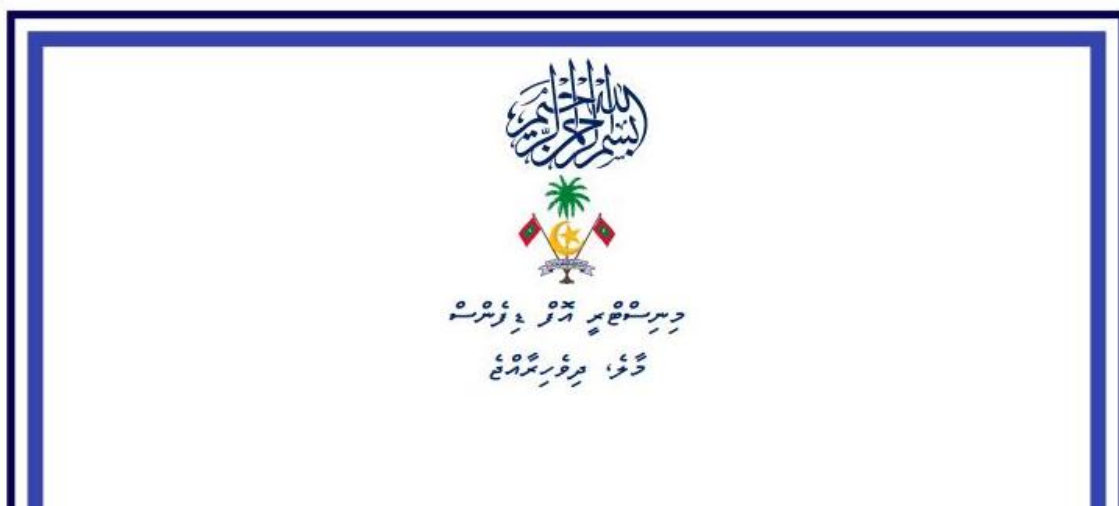 بسم الله الرحمن الرحيم
މިނިސްޓްރީ އޮފް ޑިފެންސް
މާލެ، ދިވެހިރާއްޖެ